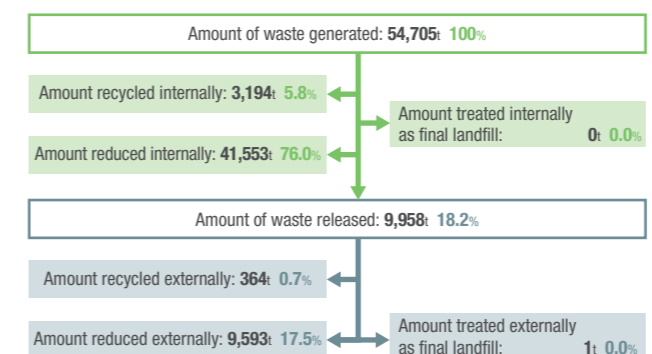 Amount of waste generated: 54,705t 100%
Amount recycled internally: 3,194t 5.8%
Amount treated internally
as final landfill: 0t 0.0%
Amount reduced internally: 41,553t 76.0%
Amount of waste released: 9,958t 18.2%
Amount recycled externally: 364t 0.7%
Amount reduced externally: 9,593t 17.5%
Amount treated externally
as final landfill: 1t 0.0%